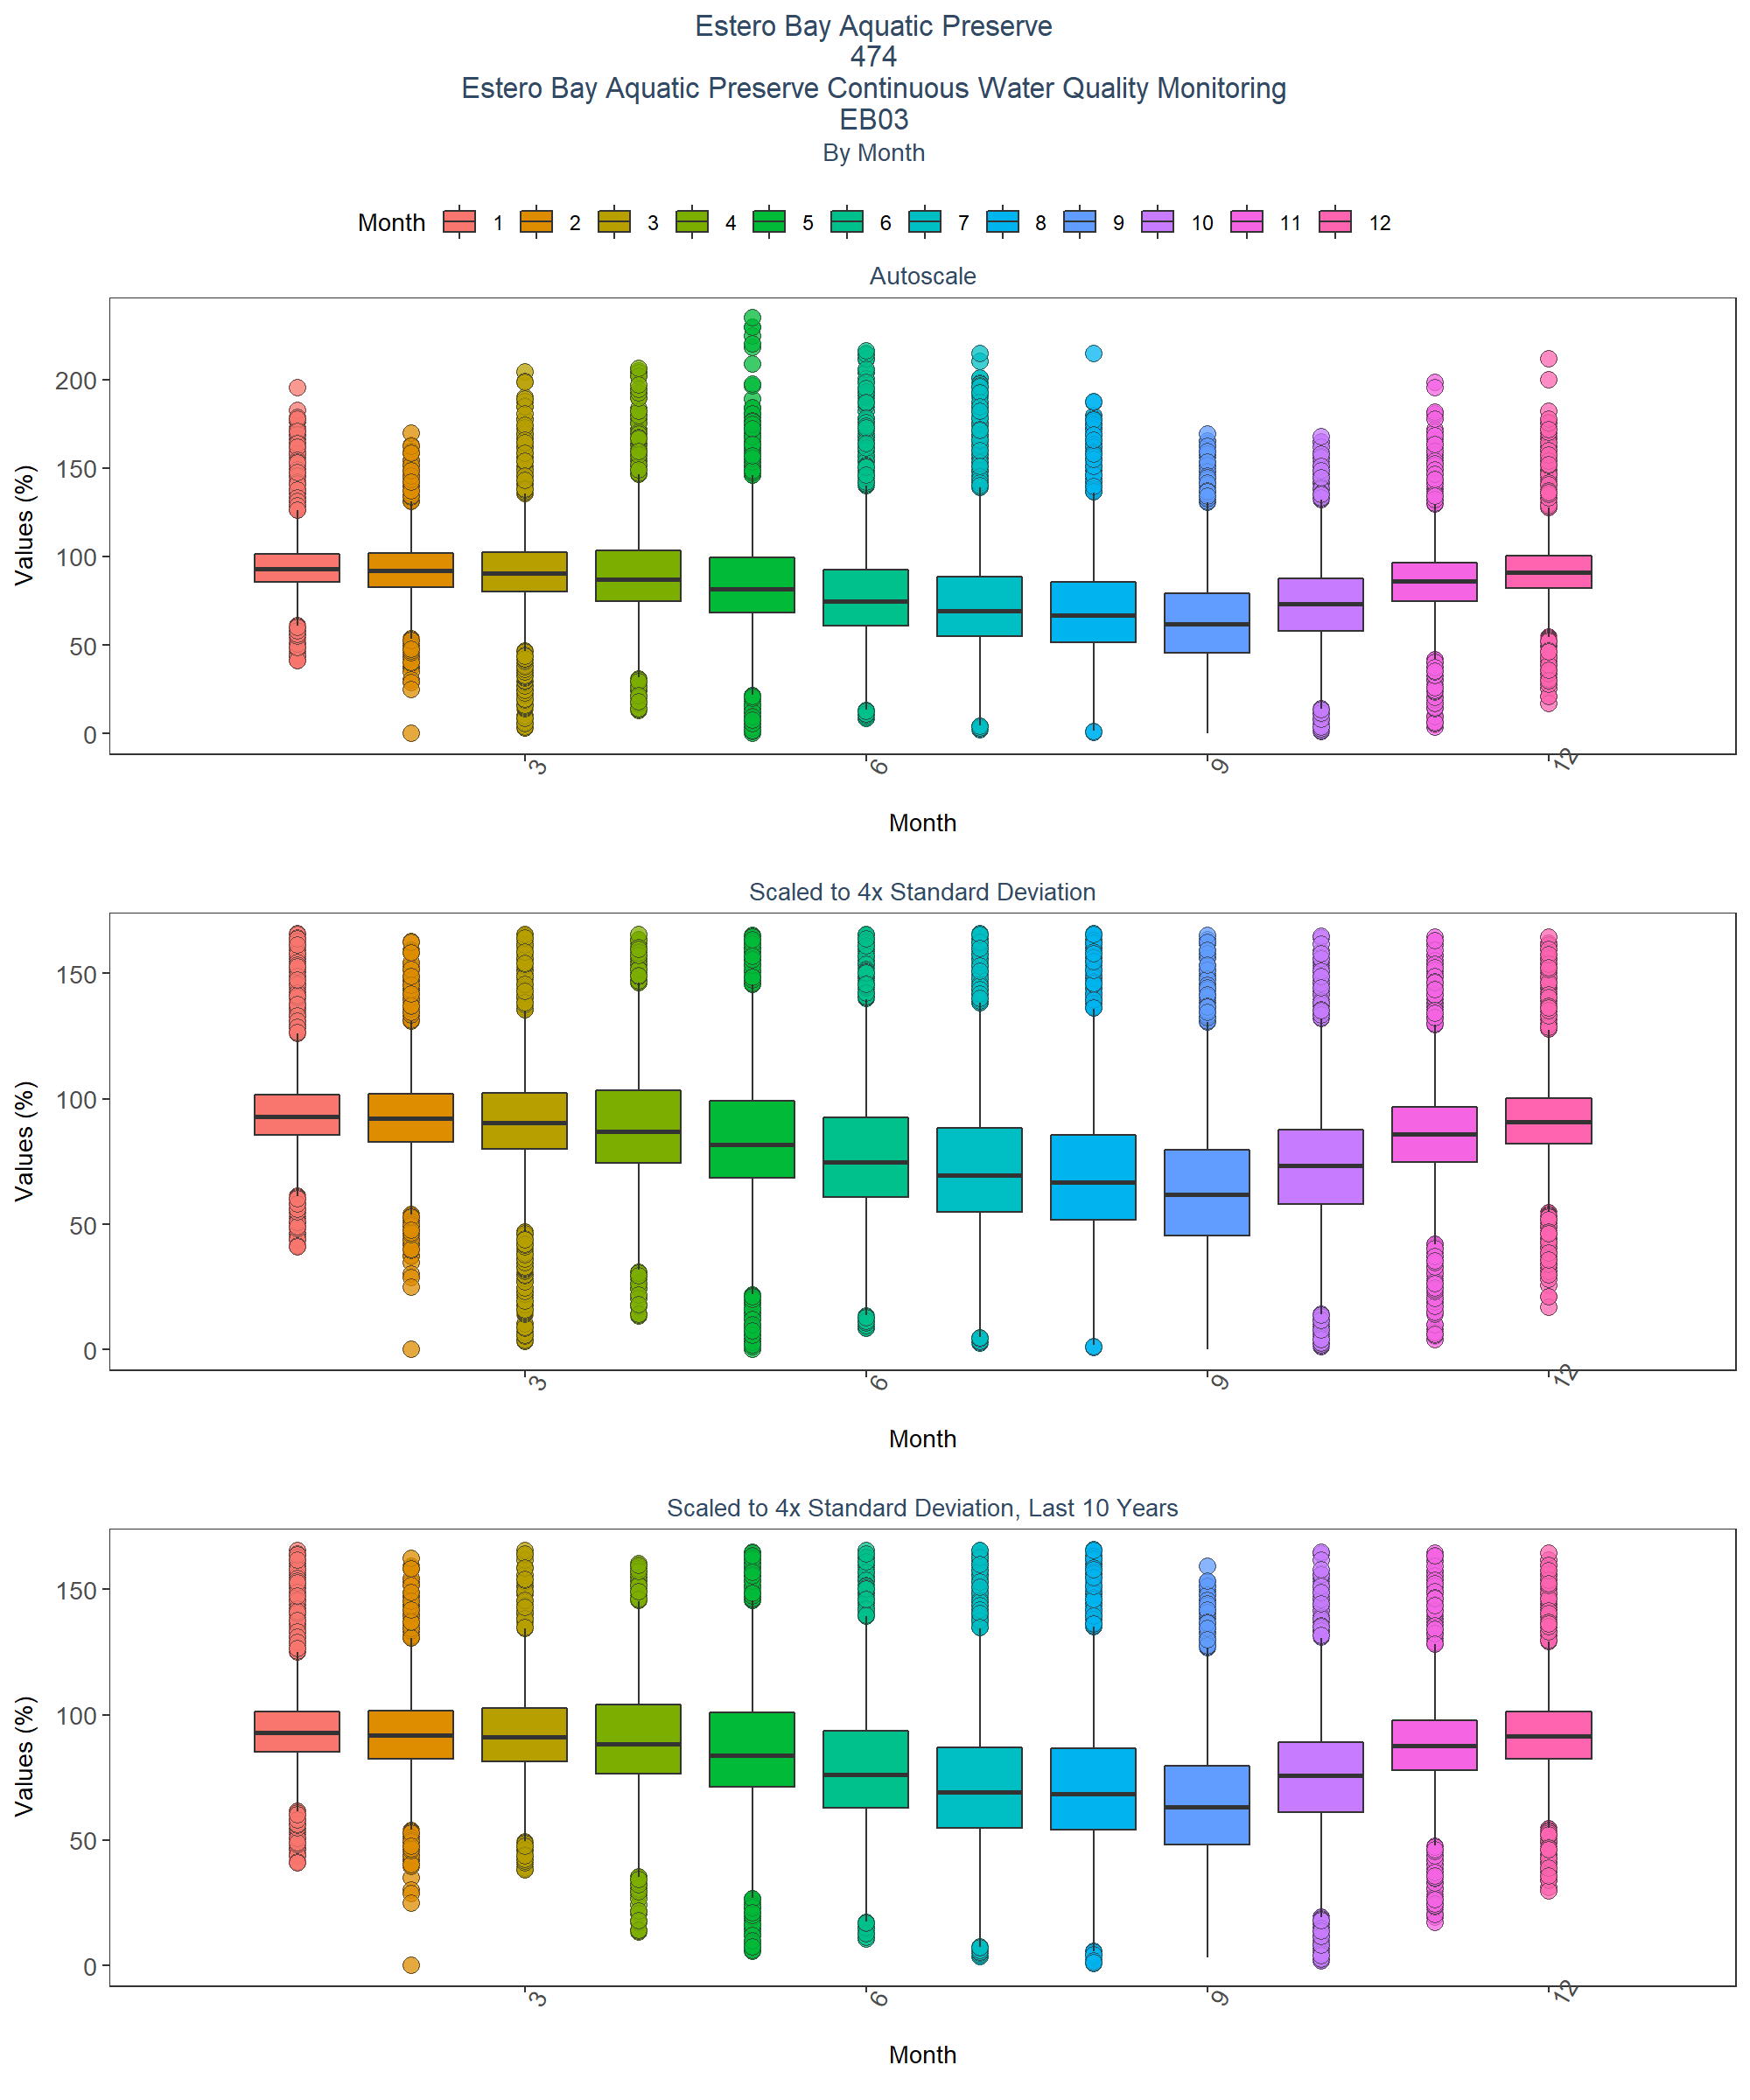 Estero Bay Aquatic Preserve
474
Estero Bay Aquatic Preserve Continuous Water Quality Monitoring
EB03
By Month
Month 1 2 3 4 5 6 7 8 9 10 11 12
Autoscale
Values (%)
200
150
100
50
0
3 6 9 12
Month
Scaled to 4x Standard Deviation
Values (%)
150
100
50
0
3 6 9 12
Month
Scaled to 4x Standard Deviation, Last 10 Years
Values (%)
150
100
50
0
3 6 9 12
Month